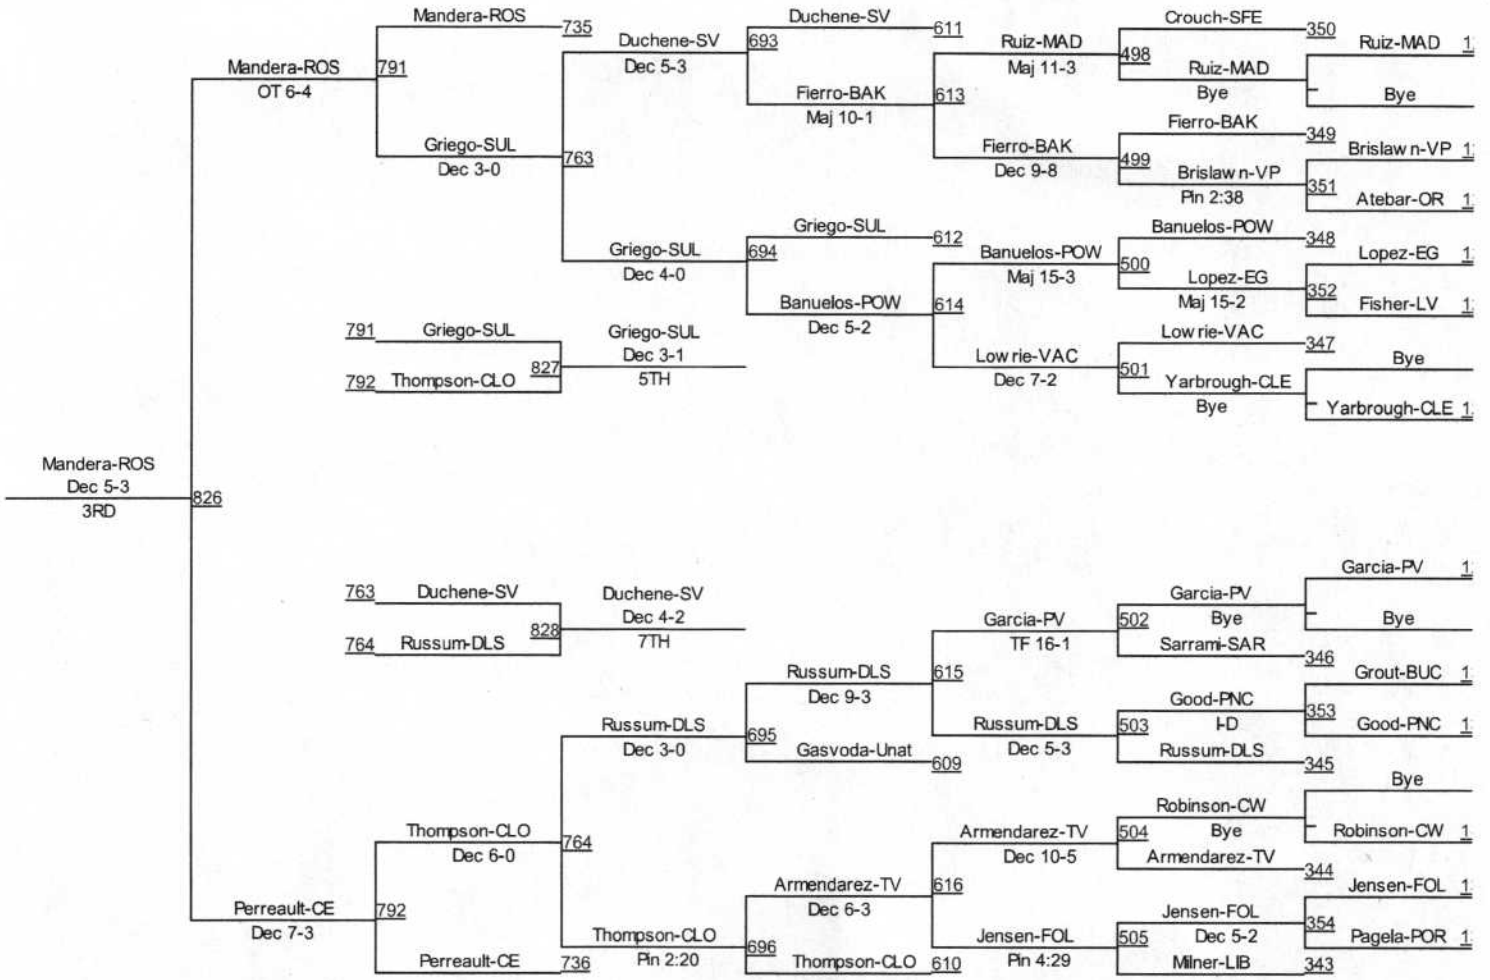 Mandera-ROS
735
Duchene-SV
611
Crouch-SFE
350
Ruiz-MAD
Duchene-SV
693
Dec 5-3
Ruiz-MAD
498
Maj 11-3
Mandera-ROS
791
OT 6-4
Ruiz-MAD
Bye
Bye
Fierro-BAK
613
Maj 10-1
Fierro-BAK
349
Griego-SUL
763
Dec 3-0
Fierro-BAK
499
Dec 9-8
Brislawn-VP
Brislawn-VP
351
Pin 2:38
Atebar-OR
Griego-SUL
612
Banuelos-POW
348
Griego-SUL
694
Dec 4-0
Banuelos-POW
500
Maj 15-3
Lopez-EG
Lopez-EG
352
Maj 15-2
Banuelos-POW
614
Dec 5-2
Fisher-LV
791
Griego-SUL
Griego-SUL
Dec 3-1
5TH
827
792
Thompson-CLO
Lowrie-VAC
347
Lowrie-VAC
501
Dec 7-2
Bye
Yarbrough-CLE
Bye
Yarbrough-CLE
Mandera-ROS
Dec 5-3
3RD
826
763
Duchene-SV
Duchene-SV
Dec 4-2
7TH
828
764
Russum-DLS
Garcia-PV
Garcia-PV
Bye
Bye
Garcia-PV
502
TF 16-1
Sarrami-SAR
346
Russum-DLS
615
Dec 9-3
Grout-BUC
Good-PNC
353
I-D
Good-PNC
Russum-DLS
503
Dec 5-3
Russum-DLS
345
Russum-DLS
695
Dec 3-0
Gasvoda-Unat
609
Bye
Robinson-CW
Bye
Robinson-CW
Thompson-CLO
764
Dec 6-0
Armendarez-TV
504
Dec 10-5
Armendarez-TV
344
Armendarez-TV
616
Dec 6-3
Jensen-FOL
Perreault-CE
792
Dec 7-3
Jensen-FOL
354
Dec 5-2
Pagela-POR
Thompson-CLO
696
Pin 2:20
Jensen-FOL
505
Pin 4:29
Perreault-CE
736
Thompson-CLO
610
Milner-LIB
343